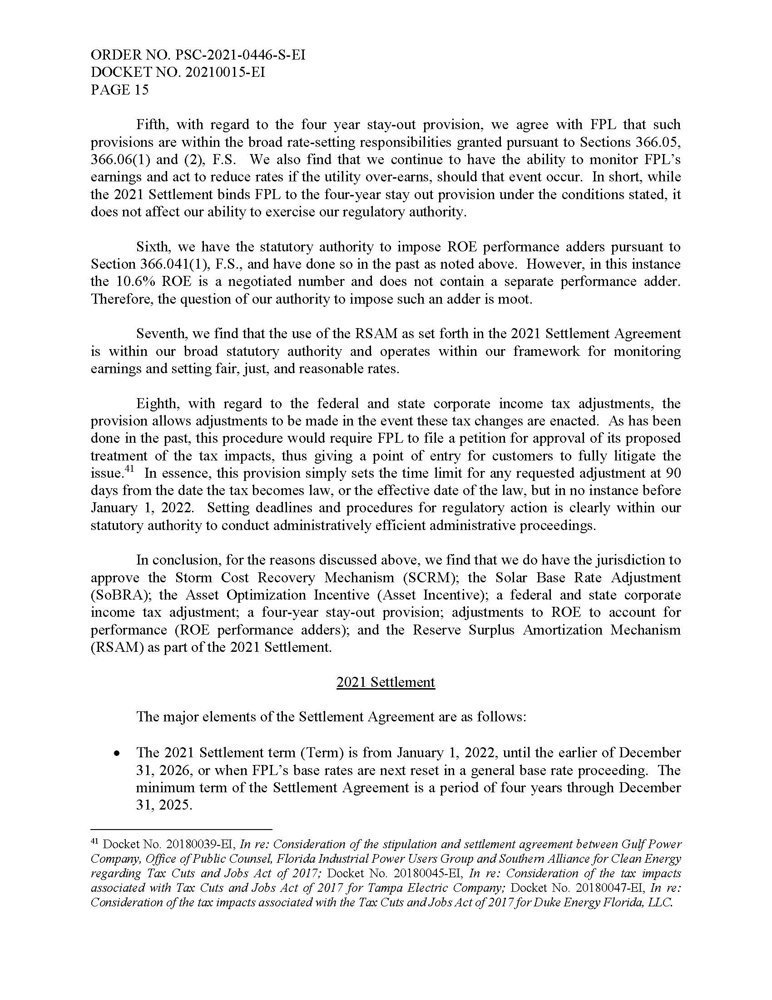 ORDER NO. PSC-2021-0446-S-EI
DOCKET NO. 20210015-EI
PAGE 15
Fifth, with regard to the four year stay-out provision, we agree with FPL that such
provisions are within the broad rate-setting responsibilities granted pursuant to Sections 366.05,
366.06(1) and (2), F.S. We also find that we continue to have the ability to monitor FPL’s
earnings and act to reduce rates if the utility over-earns, should that event occur. In short, while
the 2021 Settlement binds FPL to the four-year stay out provision under the conditions stated, it
does not affect our ability to exercise our regulatory authority.
Sixth, we have the statutory authority to impose ROE performance adders pursuant to
Section 366.041(1), F.S., and have done so in the past as noted above. However, in this instance
the 10.6% ROE is a negotiated number and does not contain a separate performance adder.
Therefore, the question of our authority to impose such an adder is moot.
Seventh, we find that the use of the RSAM as set forth in the 2021 Settlement Agreement
is within our broad statutory authority and operates within our framework for monitoring
earnings and setting fair, just, and reasonable rates.
Eighth, with regard to the federal and state corporate income tax adjustments, the
provision allows adjustments to be made in the event these tax changes are enacted. As has been
done in the past, this procedure would require FPL to file a petition for approval of its proposed
treatment of the tax impacts, thus giving a point of entry for customers to fully litigate the
issue.41 In essence, this provision simply sets the time limit for any requested adjustment at 90
days from the date the tax becomes law, or the effective date of the law, but in no instance before
January 1, 2022. Setting deadlines and procedures for regulatory action is clearly within our
statutory authority to conduct administratively efficient administrative proceedings.
In conclusion, for the reasons discussed above, we find that we do have the jurisdiction to
approve the Storm Cost Recovery Mechanism (SCRM); the Solar Base Rate Adjustment
(SoBRA); the Asset Optimization Incentive (Asset Incentive); a federal and state corporate
income tax adjustment; a four-year stay-out provision; adjustments to ROE to account for
performance (ROE performance adders); and the Reserve Surplus Amortization Mechanism
(RSAM) as part of the 2021 Settlement.
2021 Settlement
The major elements of the Settlement Agreement are as follows:
• The 2021 Settlement term (Term) is from January 1, 2022, until the earlier of December
31, 2026, or when FPL’s base rates are next reset in a general base rate proceeding. The
minimum term of the Settlement Agreement is a period of four years through December
31, 2025.
41 Docket No. 20180039-EI, In re: Consideration of the stipulation and settlement agreement between Gulf Power
Company, Office of Public Counsel, Florida Industrial Power Users Group and Southern Alliance for Clean Energy
regarding Tax Cuts and Jobs Act of 2017; Docket No. 20180045-EI, In re: Consideration of the tax impacts
associated with Tax Cuts and Jobs Act of 2017 for Tampa Electric Company; Docket No. 20180047-EI, In re:
Consideration of the tax impacts associated with the Tax Cuts and Jobs Act of 2017 for Duke Energy Florida, LLC.